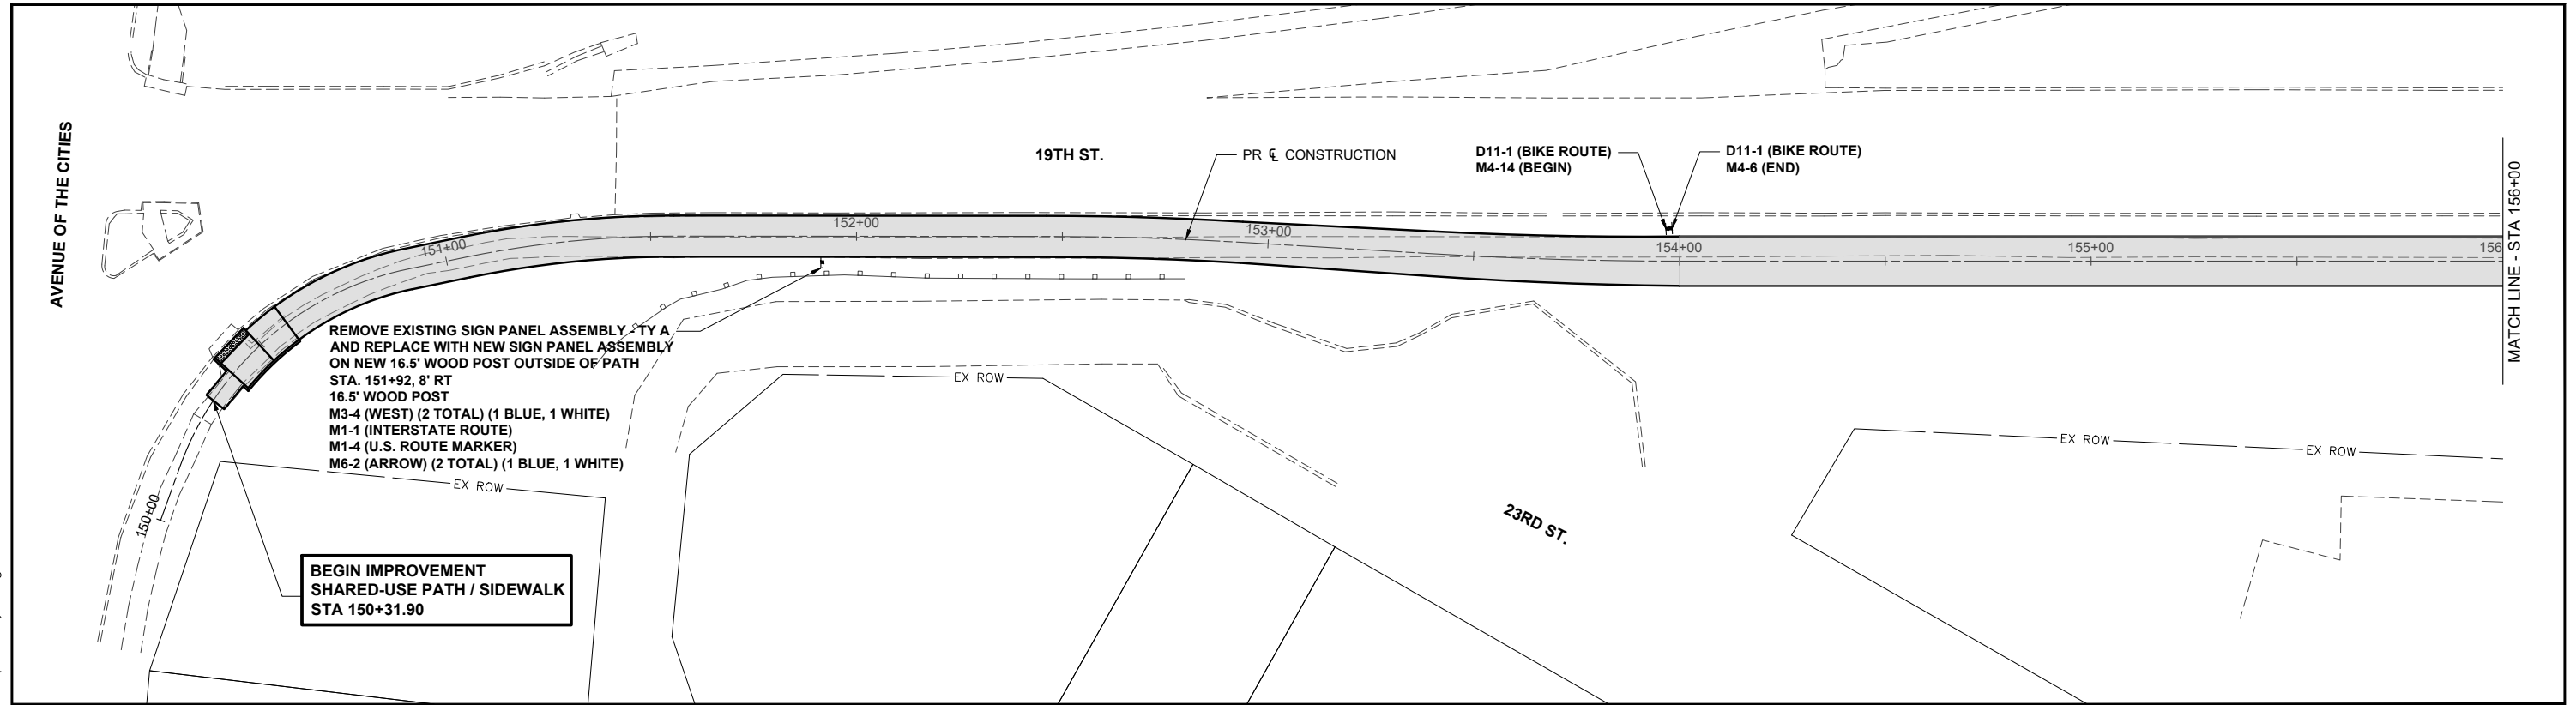 AVENUE OF THE CITIES
19TH ST.
PR ℄ CONSTRUCTION
D11-1 (BIKE ROUTE)
M4-14 (BEGIN)
D11-1 (BIKE ROUTE)
M4-6 (END)
MATCH LINE - STA 156+00
150+00
151+00
152+00
153+00
154+00
155+00
156
REMOVE EXISTING SIGN PANEL ASSEMBLY - TY A
AND REPLACE WITH NEW SIGN PANEL ASSEMBLY
ON NEW 16.5' WOOD POST OUTSIDE OF PATH
STA. 151+92, 8' RT
16.5' WOOD POST
M3-4 (WEST) (2 TOTAL) (1 BLUE, 1 WHITE)
M1-1 (INTERSTATE ROUTE)
M1-4 (U.S. ROUTE MARKER)
M6-2 (ARROW) (2 TOTAL) (1 BLUE, 1 WHITE)
EX ROW
EX ROW
EX ROW
EX ROW
23RD ST.
BEGIN IMPROVEMENT
SHARED-USE PATH / SIDEWALK
STA 150+31.90